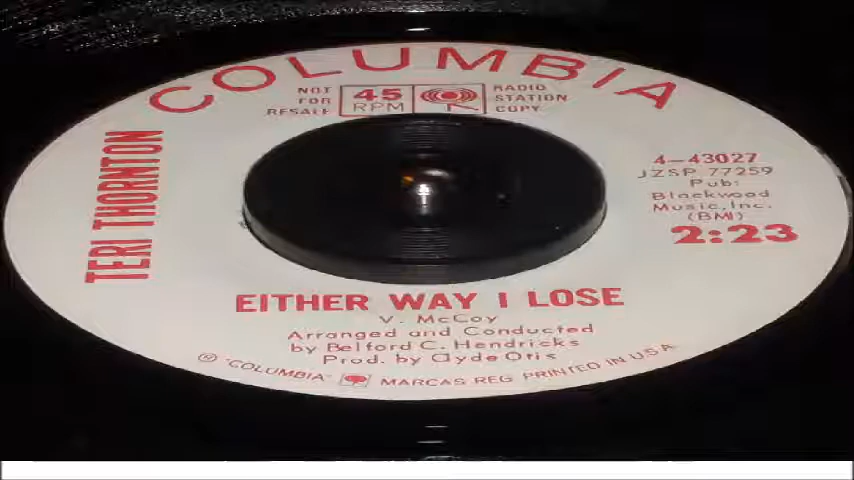 COLUMBIA
NOT
FOR
RESALE
45
RPM
RADIO
STATION
COPY
TERI THORNTON
4-43027
JZSP 77259
Pub:
Blackwood
Music, Inc.
(BMI)
2:23
EITHER WAY I LOSE
V. McCoy
Arranged and Conducted
by Belford C. Hendricks
Prod. by Clyde Otis
® "COLUMBIA" MARCAS REG PRINTED IN U S A